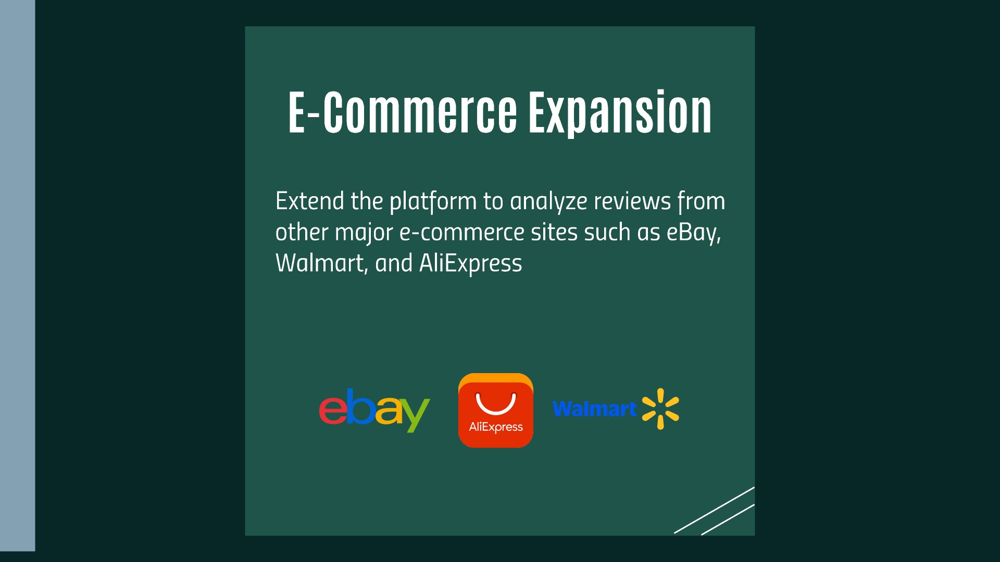 E-Commerce Expansion
Extend the platform to analyze reviews from
other major e-commerce sites such as eBay,
Walmart, and AliExpress
ebay
AliExpress
Walmart